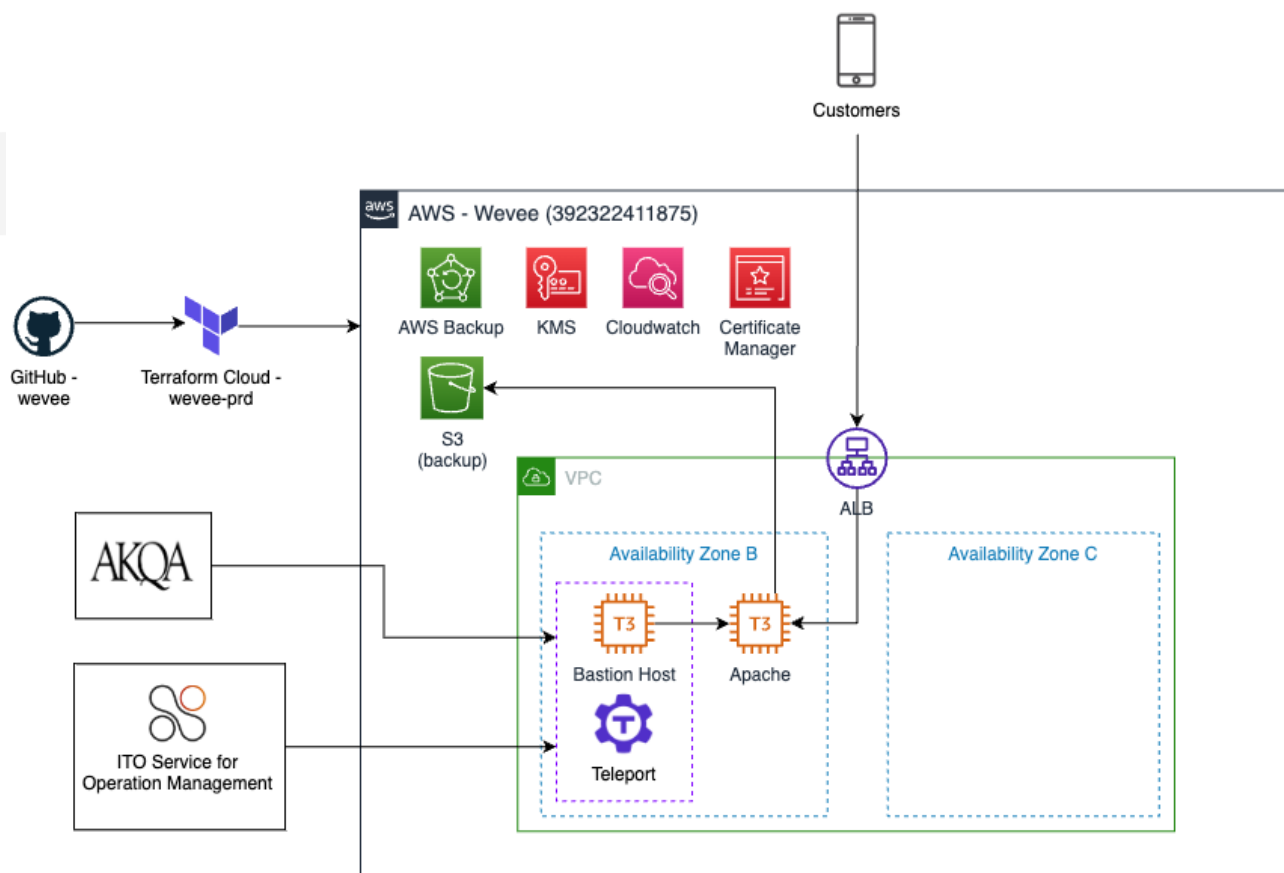 Customers
aws
AWS - Wevee (392322411875)
AWS Backup
KMS
Cloudwatch
Certificate
Manager
GitHub -
wevee
Terraform Cloud -
wevee-prd
S3
(backup)
VPC
ALB
AKQA
Availability Zone B
Availability Zone C
T3
T3
Bastion Host
Apache
T
Teleport
ITO Service for
Operation Management